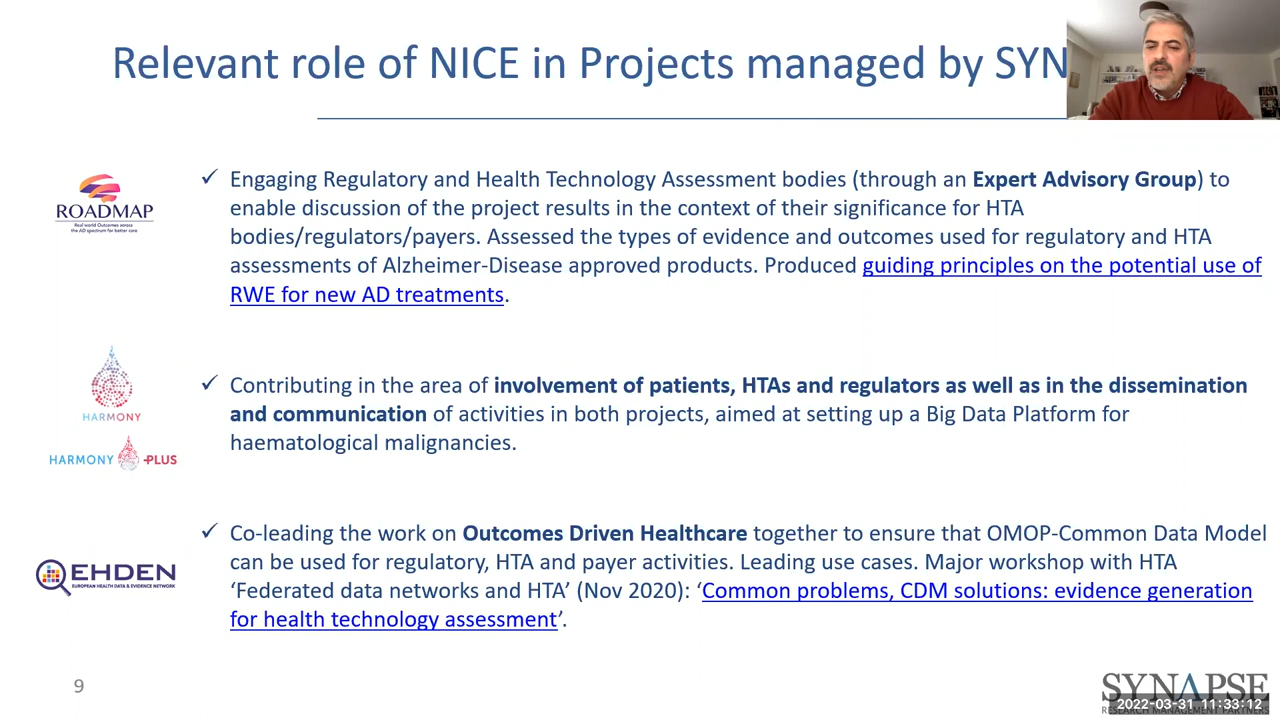 Relevant role of NICE in Projects managed by SYN
ROADMAP
Real world Outcomes across
the AD spectrum for better care
✓ Engaging Regulatory and Health Technology Assessment bodies (through an Expert Advisory Group) to
enable discussion of the project results in the context of their significance for HTA
bodies/regulators/payers. Assessed the types of evidence and outcomes used for regulatory and HTA
assessments of Alzheimer-Disease approved products. Produced guiding principles on the potential use of
RWE for new AD treatments.
HARMONY
HARMONY PLUS
✓ Contributing in the area of involvement of patients, HTAs and regulators as well as in the dissemination
and communication of activities in both projects, aimed at setting up a Big Data Platform for
haematological malignancies.
EHDEN
EUROPEAN HEALTH DATA & EVIDENCE NETWORK
✓ Co-leading the work on Outcomes Driven Healthcare together to ensure that OMOP-Common Data Model
can be used for regulatory, HTA and payer activities. Leading use cases. Major workshop with HTA
‘Federated data networks and HTA’ (Nov 2020): ‘Common problems, CDM solutions: evidence generation
for health technology assessment’.
9
SYNAPSE
RESEARCH MANAGEMENT PARTNERS
2022-03-31 11:33:12